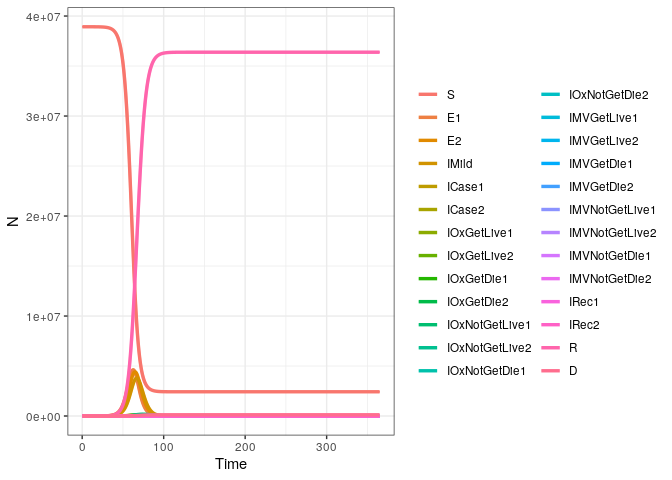 4e+07
3e+07
2e+07
1e+07
0e+00
N
0
100
200
300
Time
S
E1
E2
IMild
ICase1
ICase2
IOxGetLive1
IOxGetLive2
IOxGetDie1
IOxGetDie2
IOxNotGetLive1
IOxNotGetLive2
IOxNotGetDie1
IOxNotGetDie2
IMVGetLive1
IMVGetLive2
IMVGetDie1
IMVGetDie2
IMVNotGetLive1
IMVNotGetLive2
IMVNotGetDie1
IMVNotGetDie2
IRec1
IRec2
R
D